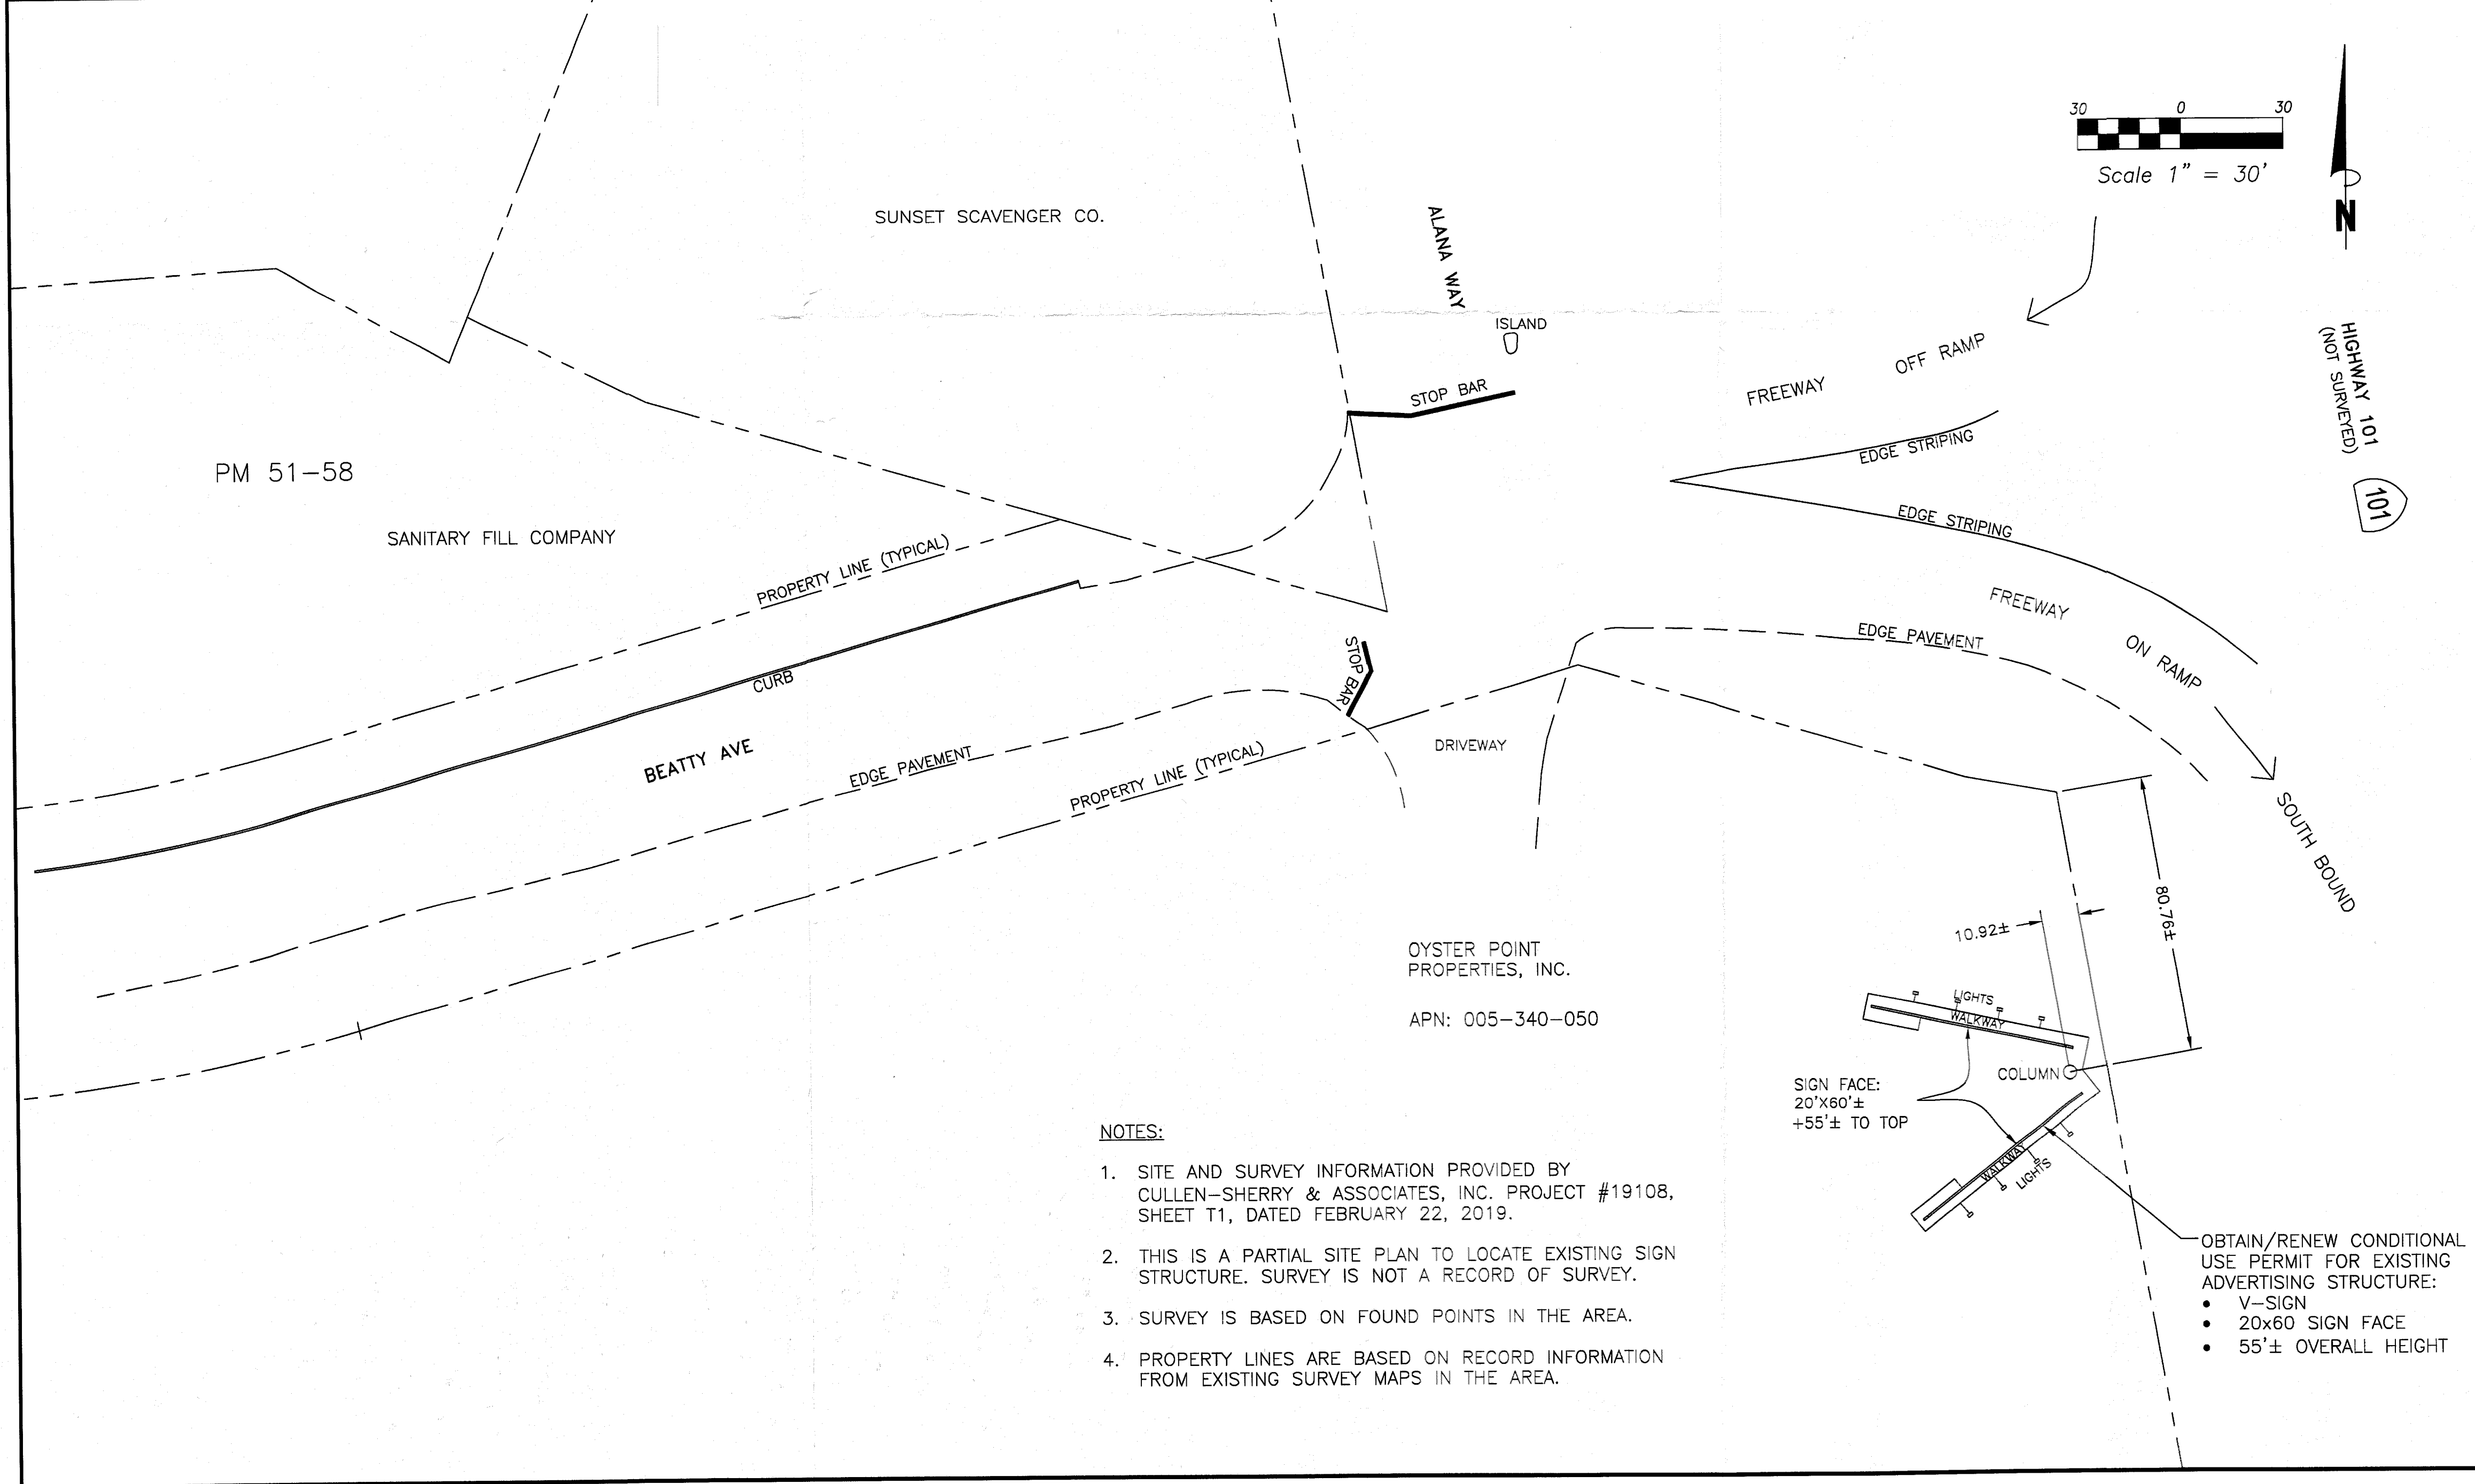 30 0 30
Scale 1" = 30'
N
SUNSET SCAVENGER CO.
ALANA WAY
ISLAND
STOP BAR
FREEWAY OFF RAMP
HIGHWAY 101
(NOT SURVEYED)
101
EDGE STRIPING
EDGE STRIPING
PM 51-58
SANITARY FILL COMPANY
PROPERTY LINE (TYPICAL)
CURB
BEATTY AVE
EDGE PAVEMENT
PROPERTY LINE (TYPICAL)
STOP BAR
DRIVEWAY
EDGE PAVEMENT
FREEWAY ON RAMP
SOUTH BOUND
80.76±
10.92±
OYSTER POINT
PROPERTIES, INC.
APN: 005-340-050
LIGHTS
WALKWAY
COLUMN
SIGN FACE:
20'X60'±
+55'± TO TOP
WALKWAY
LIGHTS
OBTAIN/RENEW CONDITIONAL
USE PERMIT FOR EXISTING
ADVERTISING STRUCTURE:
• V-SIGN
• 20x60 SIGN FACE
• 55'± OVERALL HEIGHT
NOTES:
1. SITE AND SURVEY INFORMATION PROVIDED BY
CULLEN-SHERRY & ASSOCIATES, INC. PROJECT #19108,
SHEET T1, DATED FEBRUARY 22, 2019.
2. THIS IS A PARTIAL SITE PLAN TO LOCATE EXISTING SIGN
STRUCTURE. SURVEY IS NOT A RECORD OF SURVEY.
3. SURVEY IS BASED ON FOUND POINTS IN THE AREA.
4. PROPERTY LINES ARE BASED ON RECORD INFORMATION
FROM EXISTING SURVEY MAPS IN THE AREA.